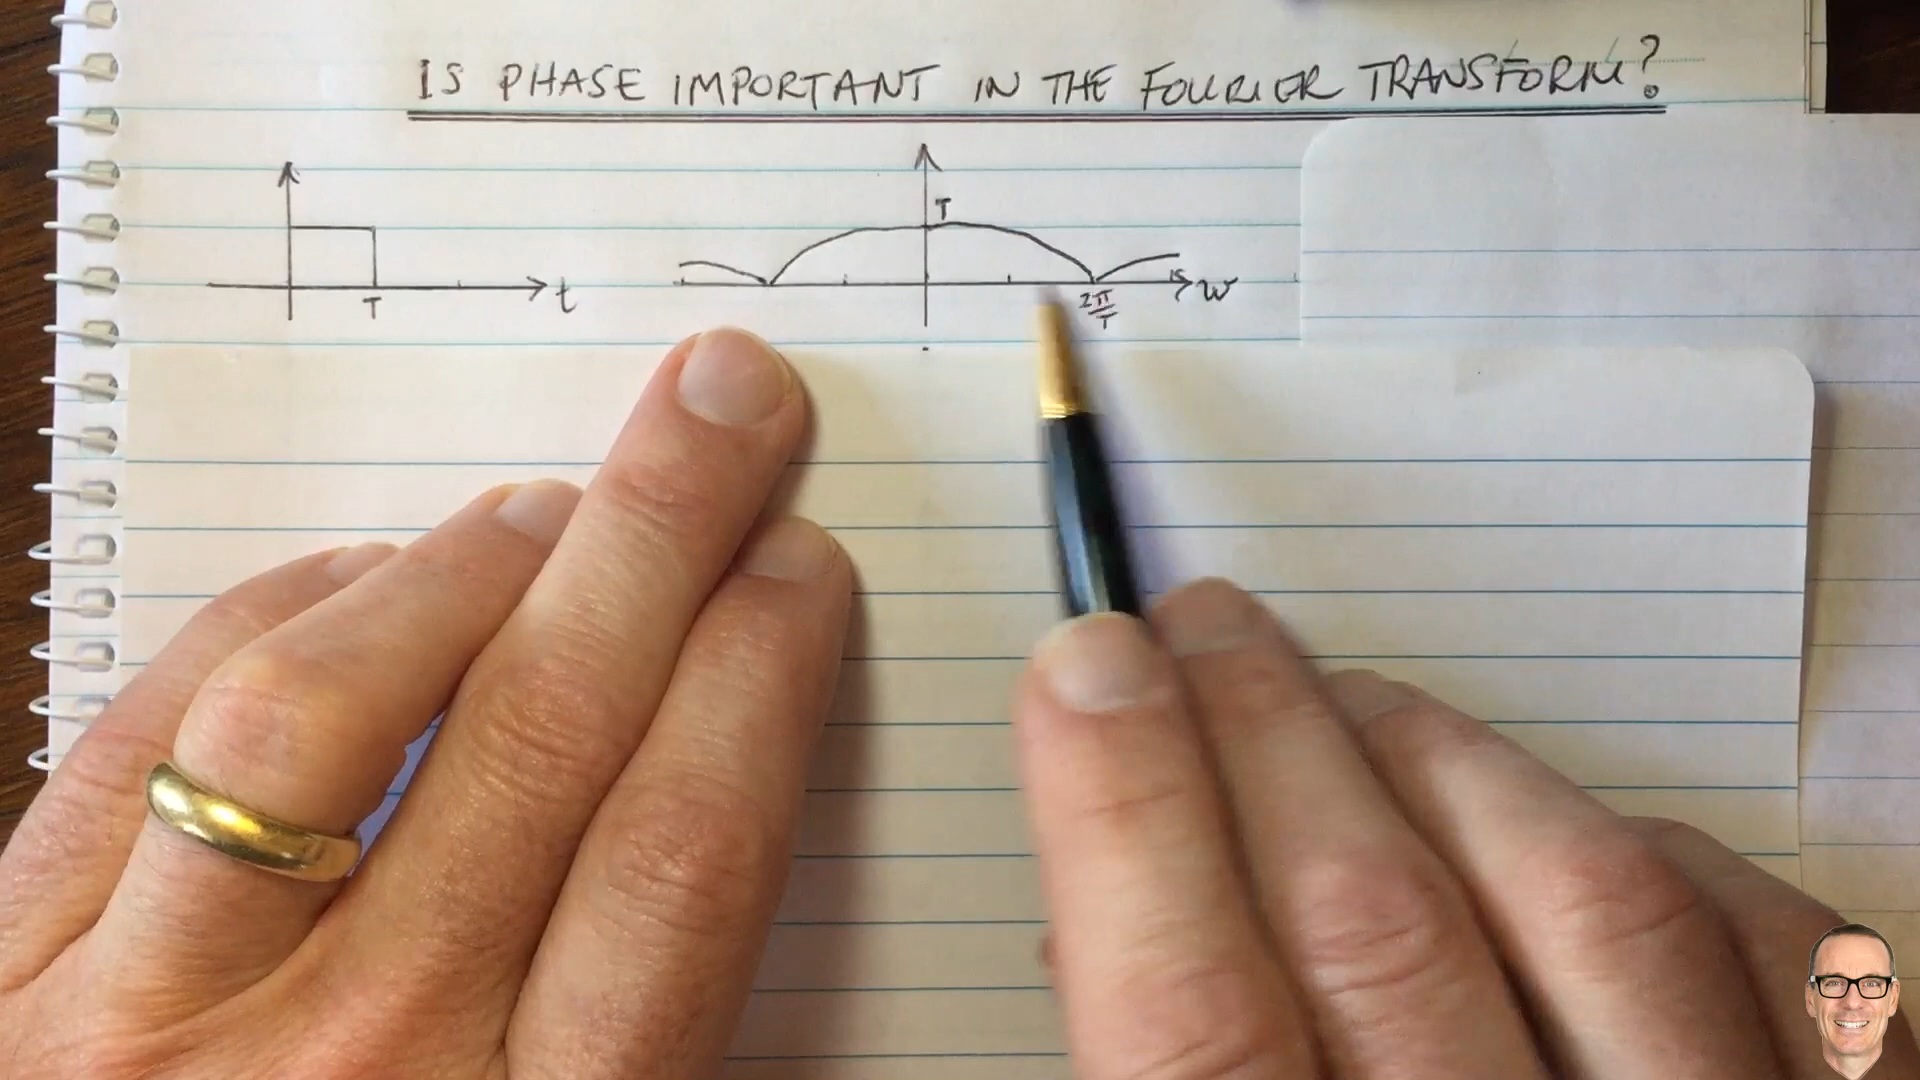 IS PHASE IMPORTANT IN THE FOURIER TRANSFORM?
T
T
t
2π
T
w